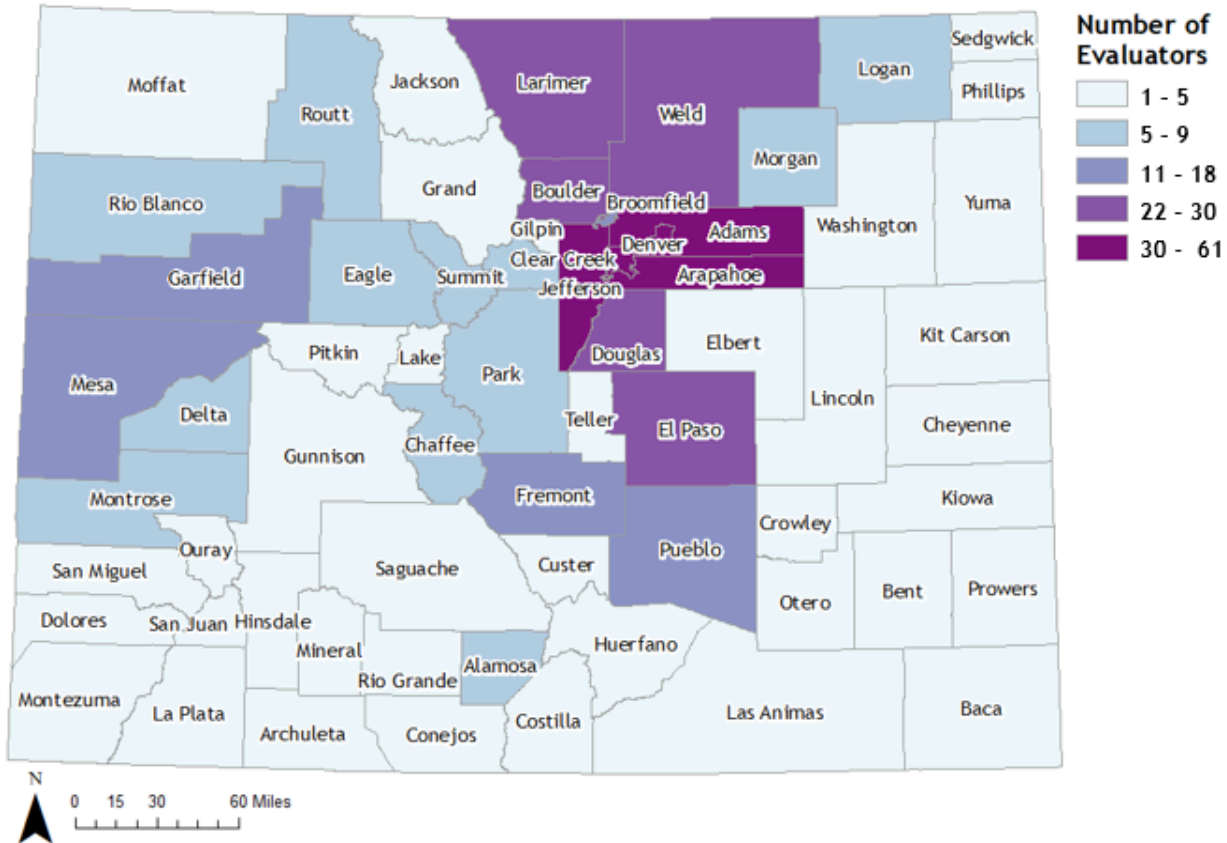 Number of
Evaluators
1 - 5
5 - 9
11 - 18
22 - 30
30 - 61
Sedgwick
Logan
Jackson
Larimer
Moffat
Phillips
Routt
Weld
Morgan
Grand
Boulder
Rio Blanco
Broomfield
Yuma
Washington
Gilpin
Denver
Adams
Clear Creek
Eagle
Summit
Garfield
Arapahoe
Jefferson
Kit Carson
Elbert
Pitkin
Lake
Douglas
Park
Mesa
Lincoln
Delta
Teller
Cheyenne
El Paso
Chaffee
Gunnison
Fremont
Montrose
Kiowa
Crowley
Ouray
Pueblo
Custer
Saguache
San Miguel
Prowers
Bent
Otero
Dolores
San Juan
Hinsdale
Huerfano
Mineral
Alamosa
Rio Grande
Montezuma
La Plata
Las Animas
Baca
Costilla
Archuleta
Conejos
N
0 15 30 60 Miles